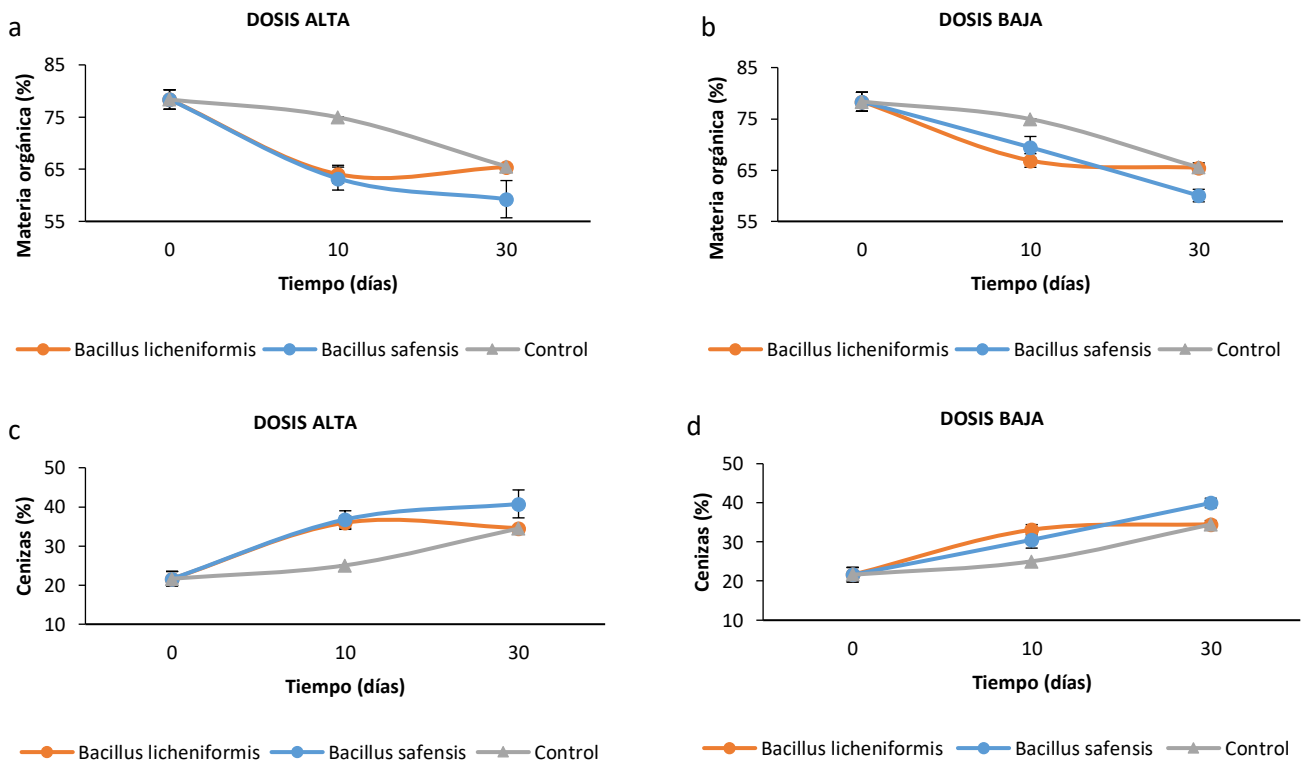 a
DOSIS ALTA
Materia orgánica (%)
85
75
65
55
0 10 30
Tiempo (días)
Bacillus licheniformis Bacillus safensis Control
b
DOSIS BAJA
Materia orgánica (%)
85
75
65
55
0 10 30
Tiempo (días)
Bacillus licheniformis Bacillus safensis Control
c
DOSIS ALTA
Cenizas (%)
50
40
30
20
10
0 10 30
Tiempo (días)
Bacillus licheniformis Bacillus safensis Control
d
DOSIS BAJA
Cenizas (%)
50
40
30
20
10
0 10 30
Tiempo (días)
Bacillus licheniformis Bacillus safensis Control